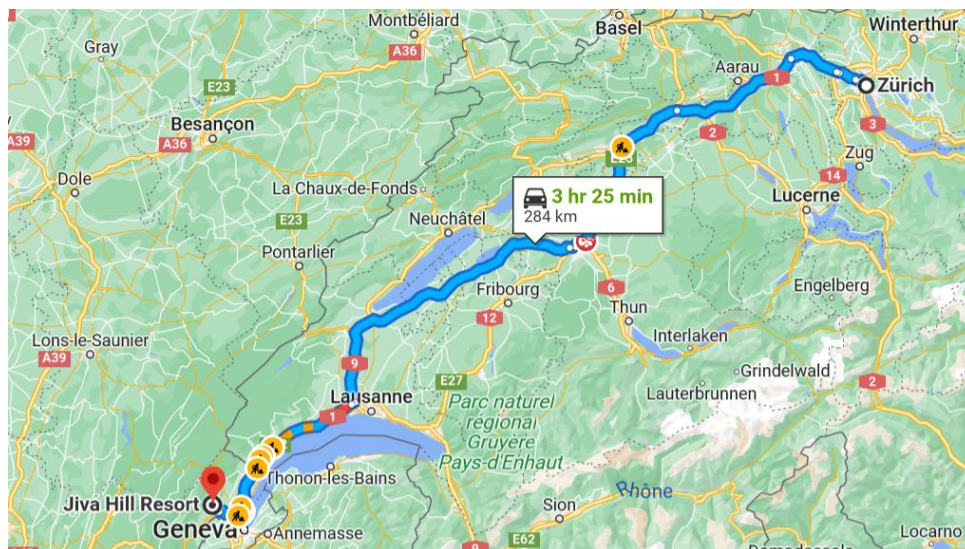 Montbéliard
Basel
Winterthur
Gray
A36
E23
Aarau
1
Zürich
Besançon
2
3
A39
A36
Zug
Dole
La Chaux-de-Fonds
14
E23
3 hr 25 min
284 km
Lucerne
Neuchâtel
Pontarlier
6
Engelberg
Fribourg
Thun
12
Interlaken
Lons-le-Saunier
A39
9
Grindelwald
E27
Lauterbrunnen
2
Lausanne
1
Parc naturel
régional
Gruyère
Pays-d'Enhaut
Thonon-les-Bains
Rhône
Jiva Hill Resort
Sion
Geneva
Annemasse
E62
9
Locarno